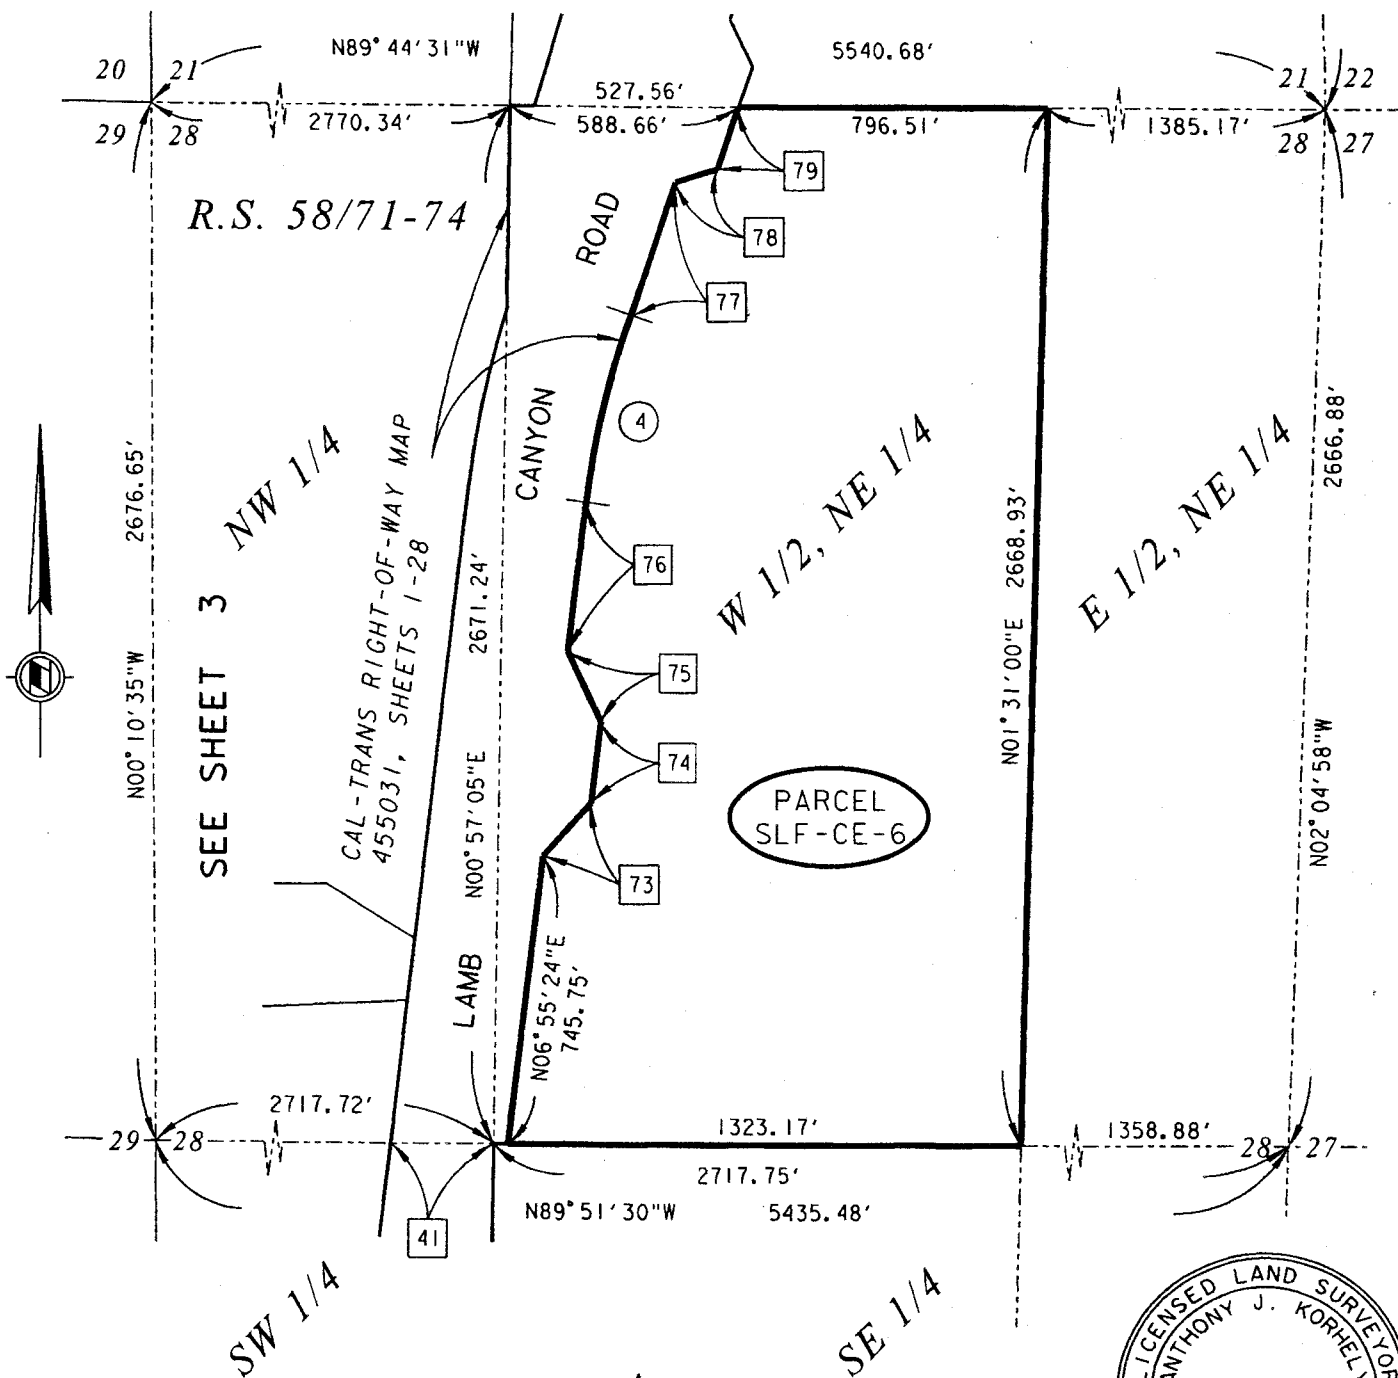 N89°44'31"W
5540.68'
20
21
21
22
527.56'
29
28
2770.34'
588.66'
796.51'
1385.17'
28
27
79
R.S. 58/71-74
ROAD
78
77
CANYON
4
2676.65'
NW 1/4
CAL-TRANS RIGHT-OF-WAY MAP
455031, SHEETS 1-28
2666.88'
W 1/2, NE 1/4
E 1/2, NE 1/4
2671.24'
76
N01°31'00"E 2668.93'
SEE SHEET 3
75
N00°10'35"W
74
N00°57'05"E
PARCEL
SLF-CE-6
N02°04'58"W
73
LAMB
N06°55'24"E
745.75'
2717.72'
1323.17'
1358.88'
29
28
28
27
2717.75'
N89°51'30"W
5435.48'
41
SW 1/4
SE 1/4
LICENSED LAND SURVEYOR
ANTHONY J.